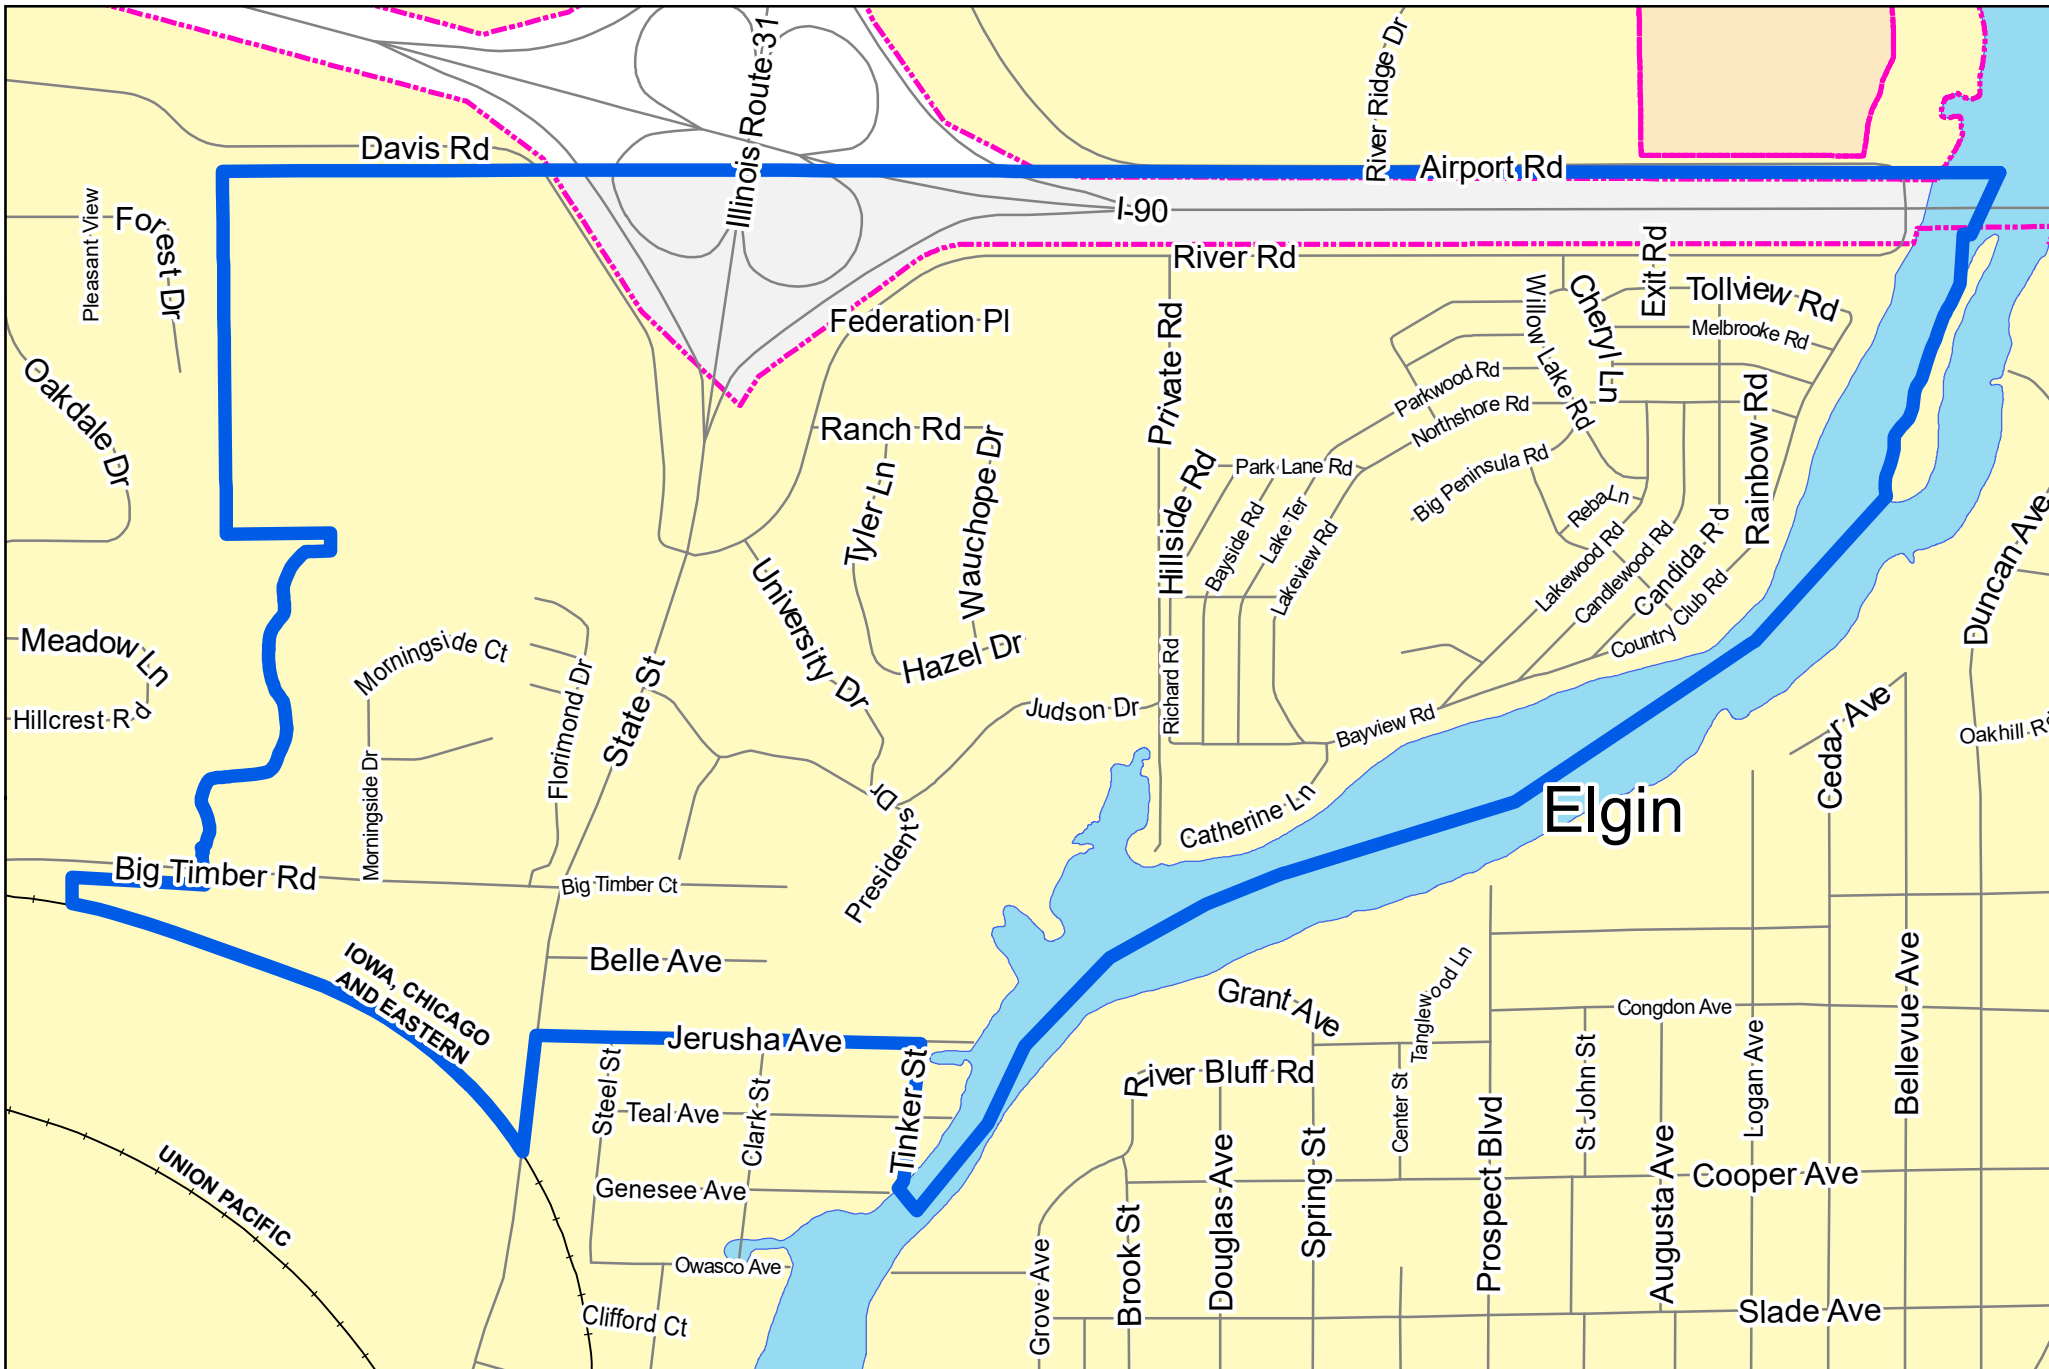 Illinois Route 31
River Ridge Dr
Davis Rd
Airport Rd
I-90
Pleasant View
Forest Dr
River Rd
Exit Rd
Willow Lake Rd
Cheryl Ln
Tollview Rd
Federation Pl
Private Rd
Melbrooke Rd
Oakdale Dr
Parkwood Rd
Northshore Rd
Rainbow Rd
Ranch Rd
Tyler Ln
Wauchope Dr
Hillside Rd
Park Lane Rd
Big Peninsula Rd
Reba Ln
Bayside Rd
Lake Ter
Lakeview Rd
Lakewood Rd
Candlewood Rd
Candida Rd
Country Club Rd
Duncan Ave
University Dr
Hazel Dr
Meadow Ln
Hillcrest Rd
Morningside Ct
Florimond Dr
State St
Judson Dr
Richard Rd
Bayview Rd
Cedar Ave
Oakhill Rd
Morningside Dr
Presidents Dr
Catherine Ln
Elgin
Big Timber Rd
Big Timber Ct
IOWA, CHICAGO
AND EASTERN
Belle Ave
Grant Ave
Tanglewood Ln
Congdon Ave
Bellevue Ave
Jerusha Ave
Steel St
Clark St
Tinker St
River Bluff Rd
Center St
St John St
Logan Ave
Teal Ave
UNION PACIFIC
Genesee Ave
Brook St
Douglas Ave
Spring St
Prospect Blvd
Augusta Ave
Cooper Ave
Owasco Ave
Grove Ave
Clifford Ct
Slade Ave